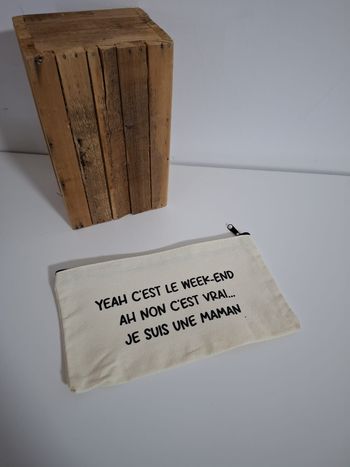 YEAH C'EST LE WEEK-END
AH NON C'EST VRAI...
JE SUIS UNE MAMAN